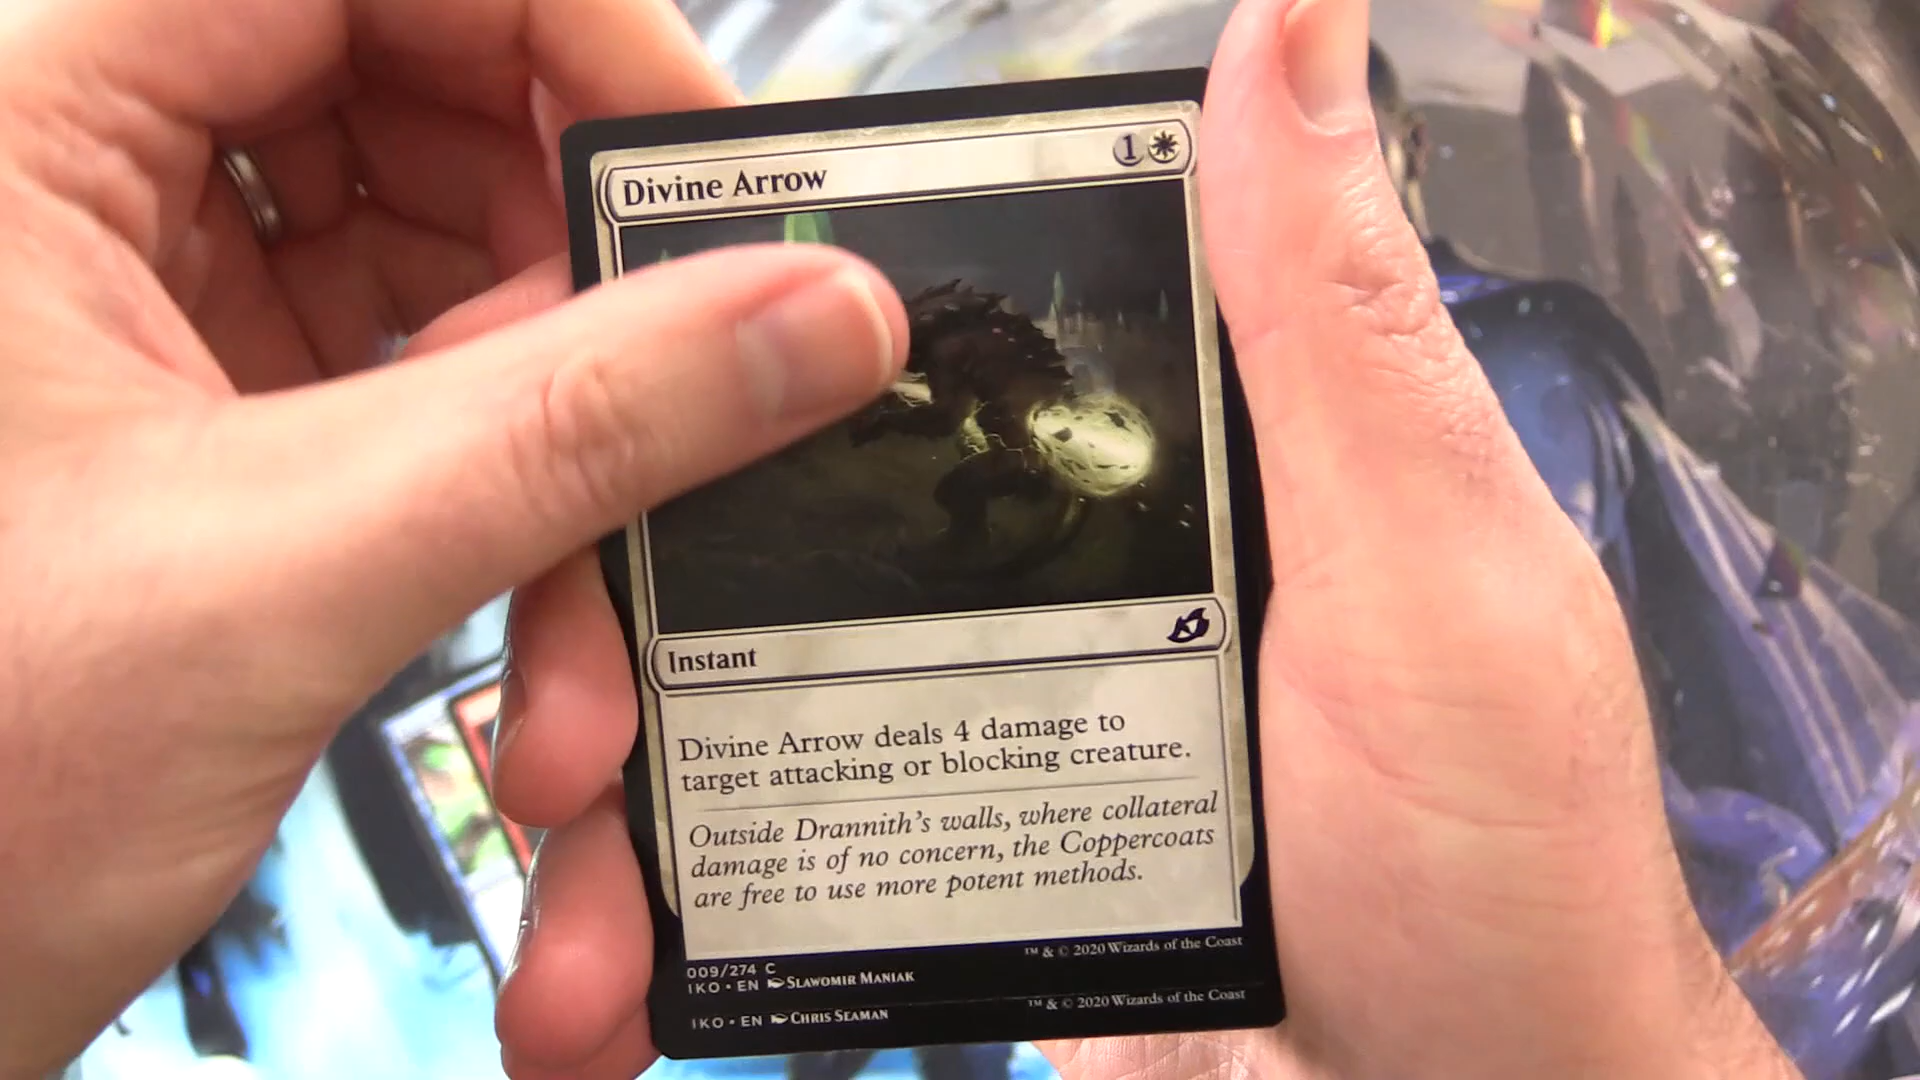 Divine Arrow 1
Instant
Divine Arrow deals 4 damage to
target attacking or blocking creature.
Outside Drannith's walls, where collateral
damage is of no concern, the Coppercoats
are free to use more potent methods.
009/274 C
IKO • EN Slawomir Maniak
™ & © 2020 Wizards of the Coast
IKO • EN Chris Seaman
™ & © 2020 Wizards of the Coast